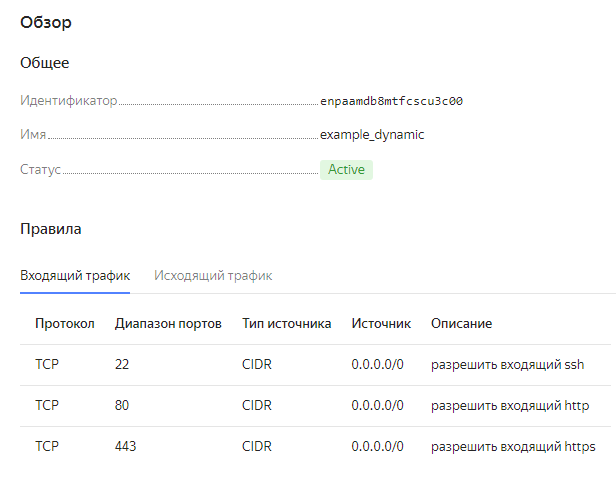 Обзор
Общее
Идентификатор enpaamdb8mtfcscu3c00
Имя example_dynamic
Статус Active
Правила
Входящий трафик Исходящий трафик
Протокол Диапазон портов Тип источника Источник Описание
TCP 22 CIDR 0.0.0.0/0 разрешить входящий ssh
TCP 80 CIDR 0.0.0.0/0 разрешить входящий http
TCP 443 CIDR 0.0.0.0/0 разрешить входящий https